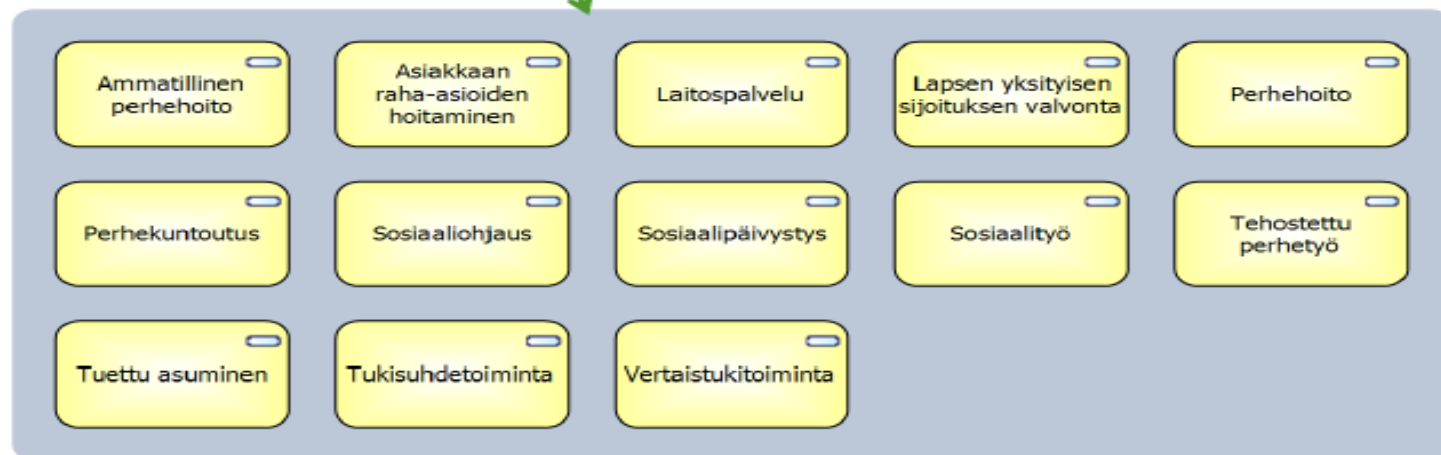 Ammatillinen
perhehoito
Asiakkaan
raha-asioiden
hoitaminen
Laitospalvelu
Lapsen yksityisen
sijoituksen valvonta
Perhehoito
Perhekuntoutus
Sosiaaliohjaus
Sosiaalipäivystys
Sosiaalityö
Tehostettu
perhetyö
Tuettu asuminen
Tukisuhdetoiminta
Vertaistukitoiminta